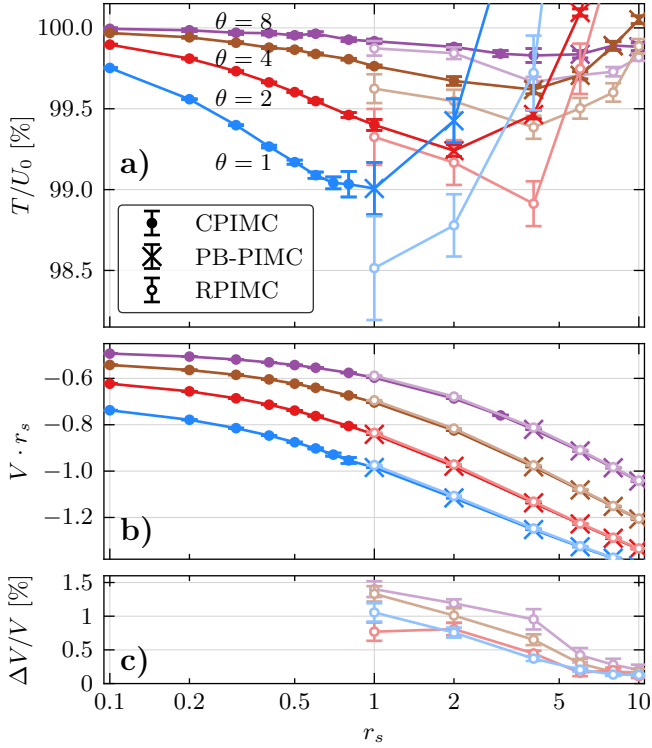 100.0
99.5
99.0
98.5
T/U₀ [%]
θ = 8
θ = 4
θ = 2
θ = 1
a)
CPIMC
PB-PIMC
RPIMC
−0.6
−0.8
−1.0
−1.2
V · rₛ
b)
1.5
1
0.5
0
ΔV/V [%]
c)
0.1 0.2 0.5 1 2 5 10
rₛ